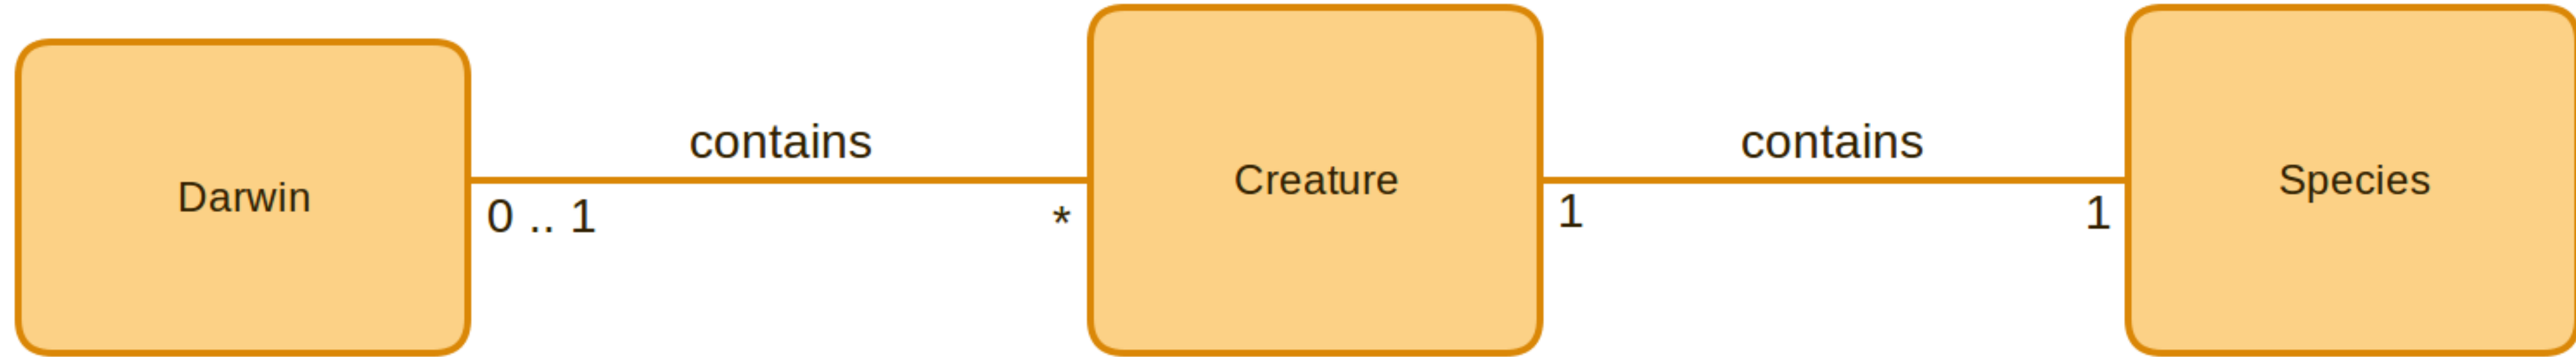 contains
contains
Darwin
Creature
Species
0 .. 1
*
1
1